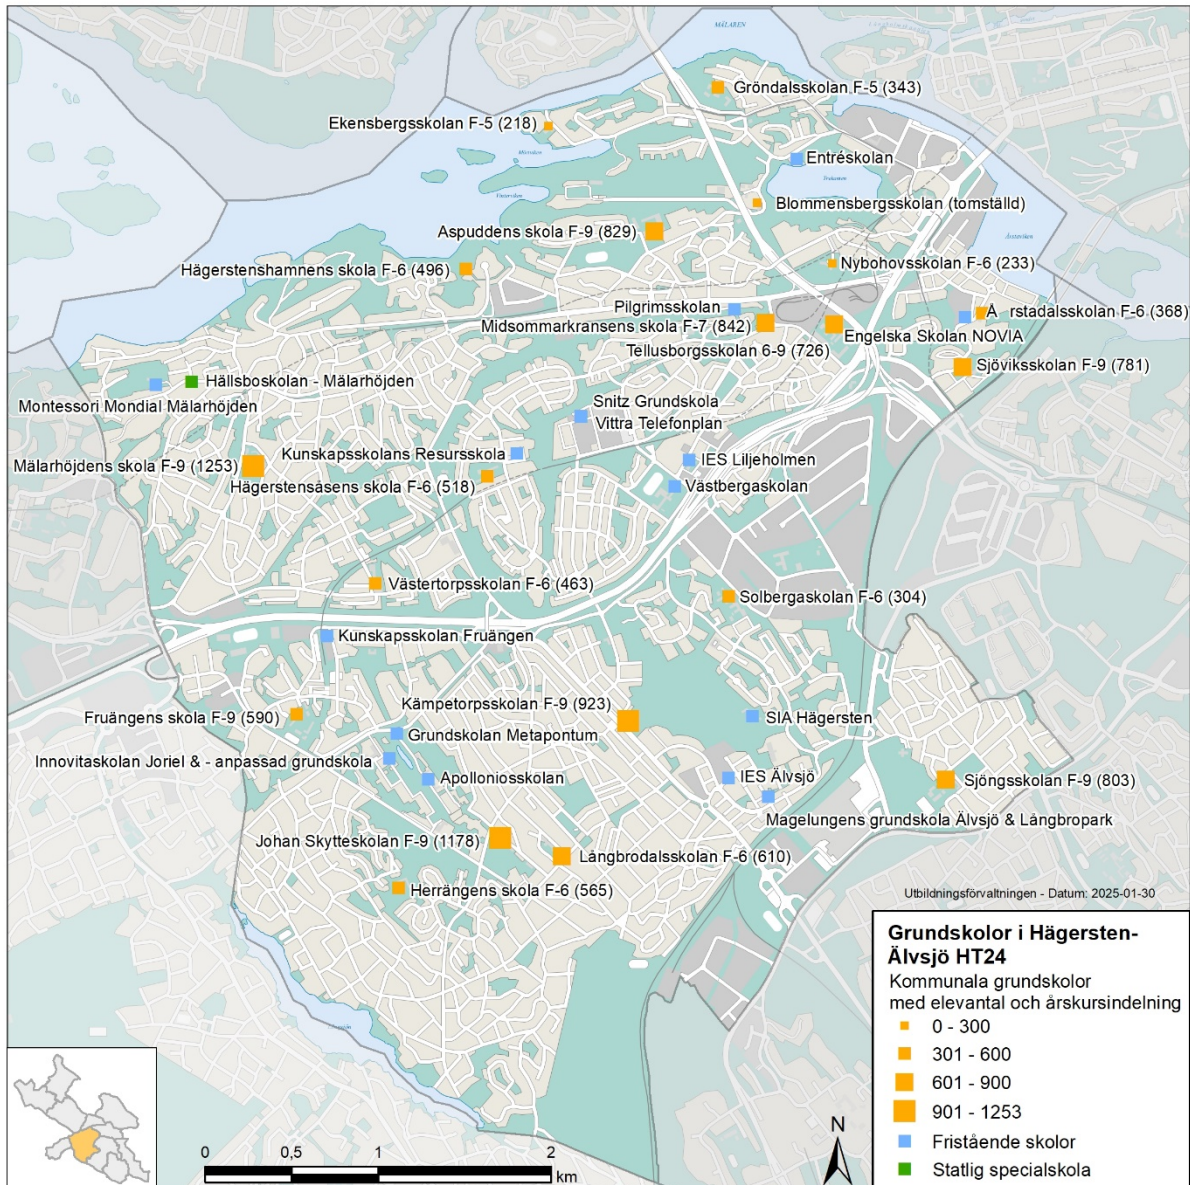 MÄLAREN
Gröndalsskolan F-5 (343)
Ekensbergsskolan F-5 (218)
Entréskolan
Blommensbergsskolan (tomställd)
Aspuddens skola F-9 (829)
Nybohovsskolan F-6 (233)
Hägerstenshamnens skola F-6 (496)
Pilgrimsskolan
Å rstadalsskolan F-6 (368)
Midsommarkransens skola F-7 (842)
Engelska Skolan NOVIA
Tellusborgsskolan 6-9 (726)
Sjöviksskolan F-9 (781)
Hällsboskolan - Mälarhöjden
Montessori Mondial Mälarhöjden
Snitz Grundskola
Vittra Telefonplan
Kunskapsskolans Resursskola
IES Liljeholmen
Mälarhöjdens skola F-9 (1253)
Hägerstensåsens skola F-6 (518)
Västbergaskolan
Västertorpsskolan F-6 (463)
Solbergaskolan F-6 (304)
Kunskapsskolan Fruängen
Kämpetorpsskolan F-9 (923)
Fruängens skola F-9 (590)
SIA Hägersten
Grundskolan Metapontum
Innovitaskolan Joriel & - anpassad grundskola
Apolloniosskolan
IES Älvsjö
Sjöngsskolan F-9 (803)
Magelungens grundskola Älvsjö & Långbropark
Johan Skytteskolan F-9 (1178)
Långbrodalsskolan F-6 (610)
Herrängens skola F-6 (565)
Utbildningsförvaltningen - Datum: 2025-01-30
Grundskolor i Hägersten-
Älvsjö HT24
Kommunala grundskolor
med elevantal och årskursindelning
0 - 300
301 - 600
601 - 900
901 - 1253
Fristående skolor
Statlig specialskola
N
0 0,5 1 2
km